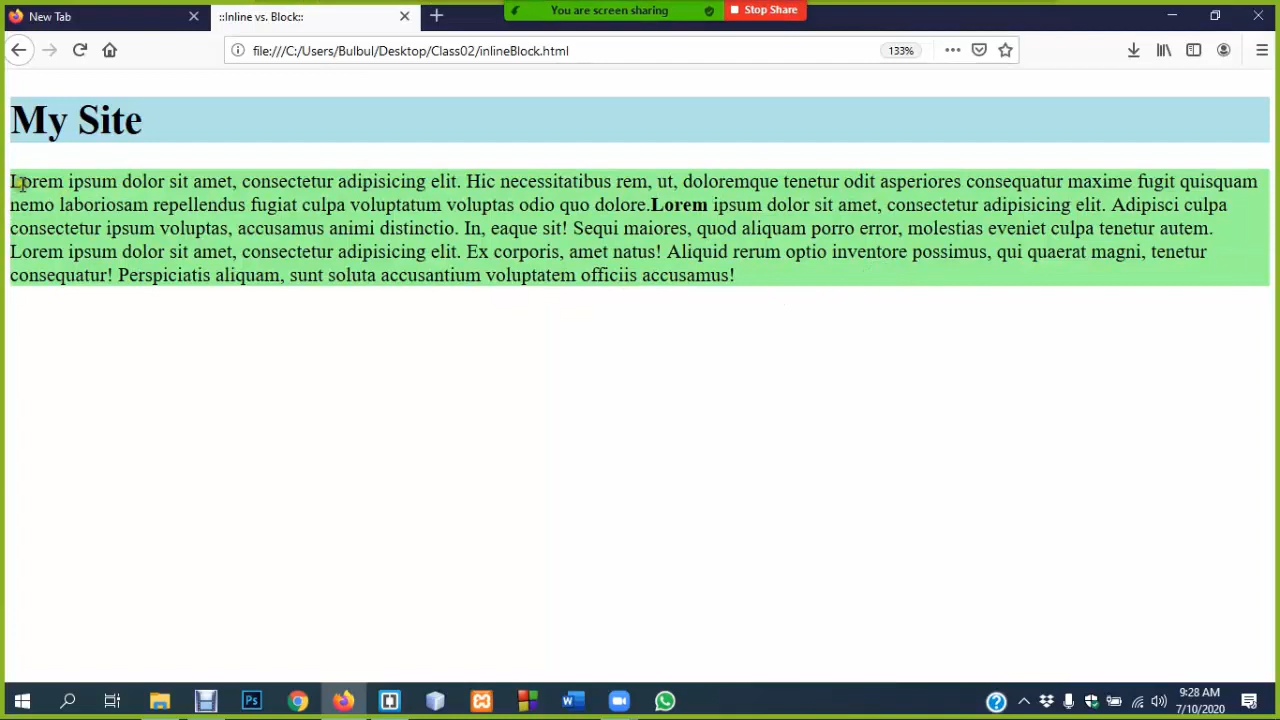 You are screen sharing
Stop Share
New Tab
::Inline vs. Block::
file:///C:/Users/Bulbul/Desktop/Class02/inlineBlock.html
133%
My Site
Lorem ipsum dolor sit amet, consectetur adipisicing elit. Hic necessitatibus rem, ut, doloremque tenetur odit asperiores consequatur maxime fugit quisquam
nemo laboriosam repellendus fugiat culpa voluptatum voluptas odio quo dolore.Lorem ipsum dolor sit amet, consectetur adipisicing elit. Adipisci culpa
consectetur ipsum voluptas, accusamus animi distinctio. In, eaque sit! Sequi maiores, quod aliquam porro error, molestias eveniet culpa tenetur autem.
Lorem ipsum dolor sit amet, consectetur adipisicing elit. Ex corporis, amet natus! Aliquid rerum optio inventore possimus, qui quaerat magni, tenetur
consequatur! Perspiciatis aliquam, sunt soluta accusantium voluptatem officiis accusamus!
Ps
9:28 AM
7/10/2020